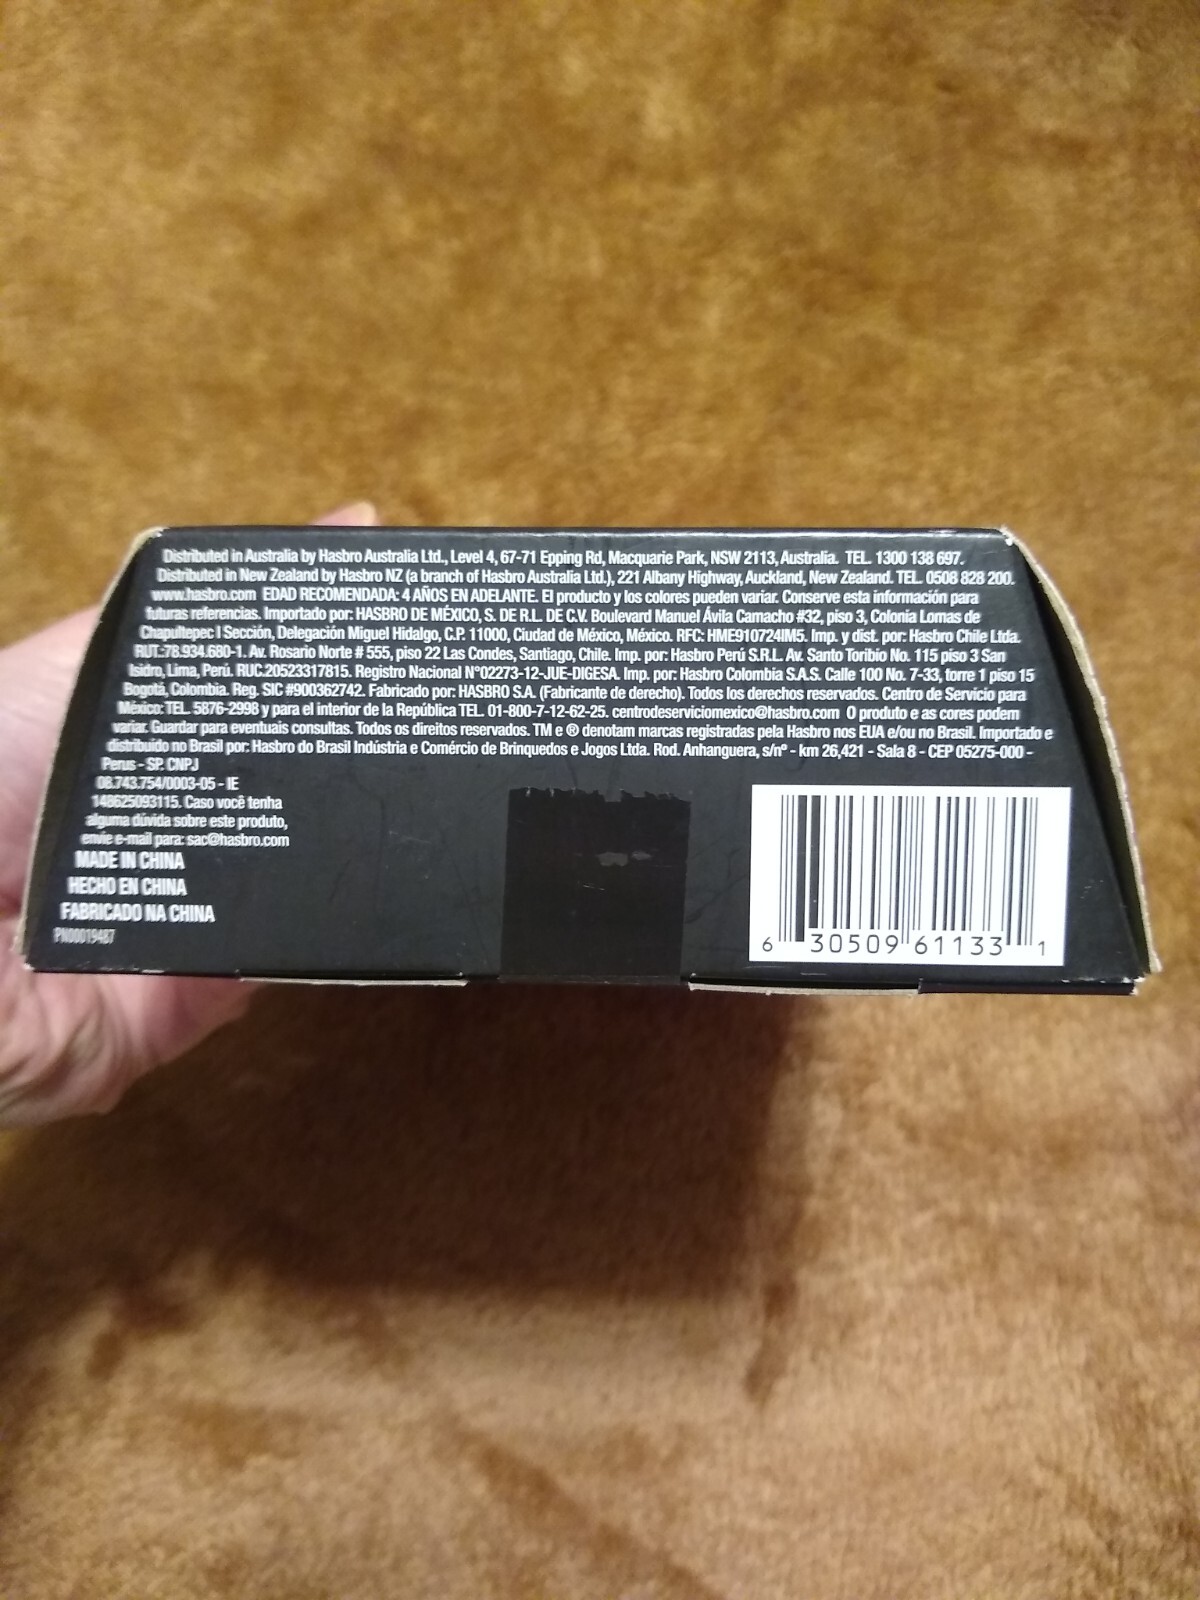 Distributed in Australia by Hasbro Australia Ltd., Level 4, 67-71 Epping Rd, Macquarie Park, NSW 2113, Australia. TEL. 1300 138 697.
Distributed in New Zealand by Hasbro NZ (a branch of Hasbro Australia Ltd.), 221 Albany Highway, Auckland, New Zealand. TEL. 0508 828 200.
www.hasbro.com EDAD RECOMENDADA: 4 AÑOS EN ADELANTE. El producto y los colores pueden variar. Conserve esta información para
futuras referencias. Importado por: HASBRO DE MÉXICO, S. DE R.L. DE C.V. Boulevard Manuel Ávila Camacho #32, piso 3, Colonia Lomas de
Chapultepec I Sección, Delegación Miguel Hidalgo, C.P. 11000, Ciudad de México, México. RFC: HME910724IM5. Imp. y dist. por: Hasbro Chile Ltda.
RUT.:78.934.680-1. Av. Rosario Norte # 555, piso 22 Las Condes, Santiago, Chile. Imp. por: Hasbro Perú S.R.L. Av. Santo Toribio No. 115 piso 3 San
Isidro, Lima, Perú. RUC.20523317815. Registro Nacional N°02273-12-JUE-DIGESA. Imp. por: Hasbro Colombia S.A.S. Calle 100 No. 7-33, torre 1 piso 15
Bogotá, Colombia. Reg. SIC #900362742. Fabricado por: HASBRO S.A. (Fabricante de derecho). Todos los derechos reservados. Centro de Servicio para
México: TEL. 5876-2998 y para el interior de la República TEL. 01-800-7-12-62-25. centrodeserviciomexico@hasbro.com O produto e as cores podem
variar. Guardar para eventuais consultas. Todos os direitos reservados. TM e ® denotam marcas registradas pela Hasbro nos EUA e/ou no Brasil. Importado e
distribuído no Brasil por: Hasbro do Brasil Indústria e Comércio de Brinquedos e Jogos Ltda. Rod. Anhanguera, s/nº - km 26,421 - Sala 8 - CEP 05275-000 -
Perus - SP. CNPJ
08.743.754/0003-05 - IE
148625093115. Caso você tenha
alguma dúvida sobre este produto,
envie e-mail para: sac@hasbro.com
MADE IN CHINA
HECHO EN CHINA
FABRICADO NA CHINA
PN00019487
6 30509 61133 1